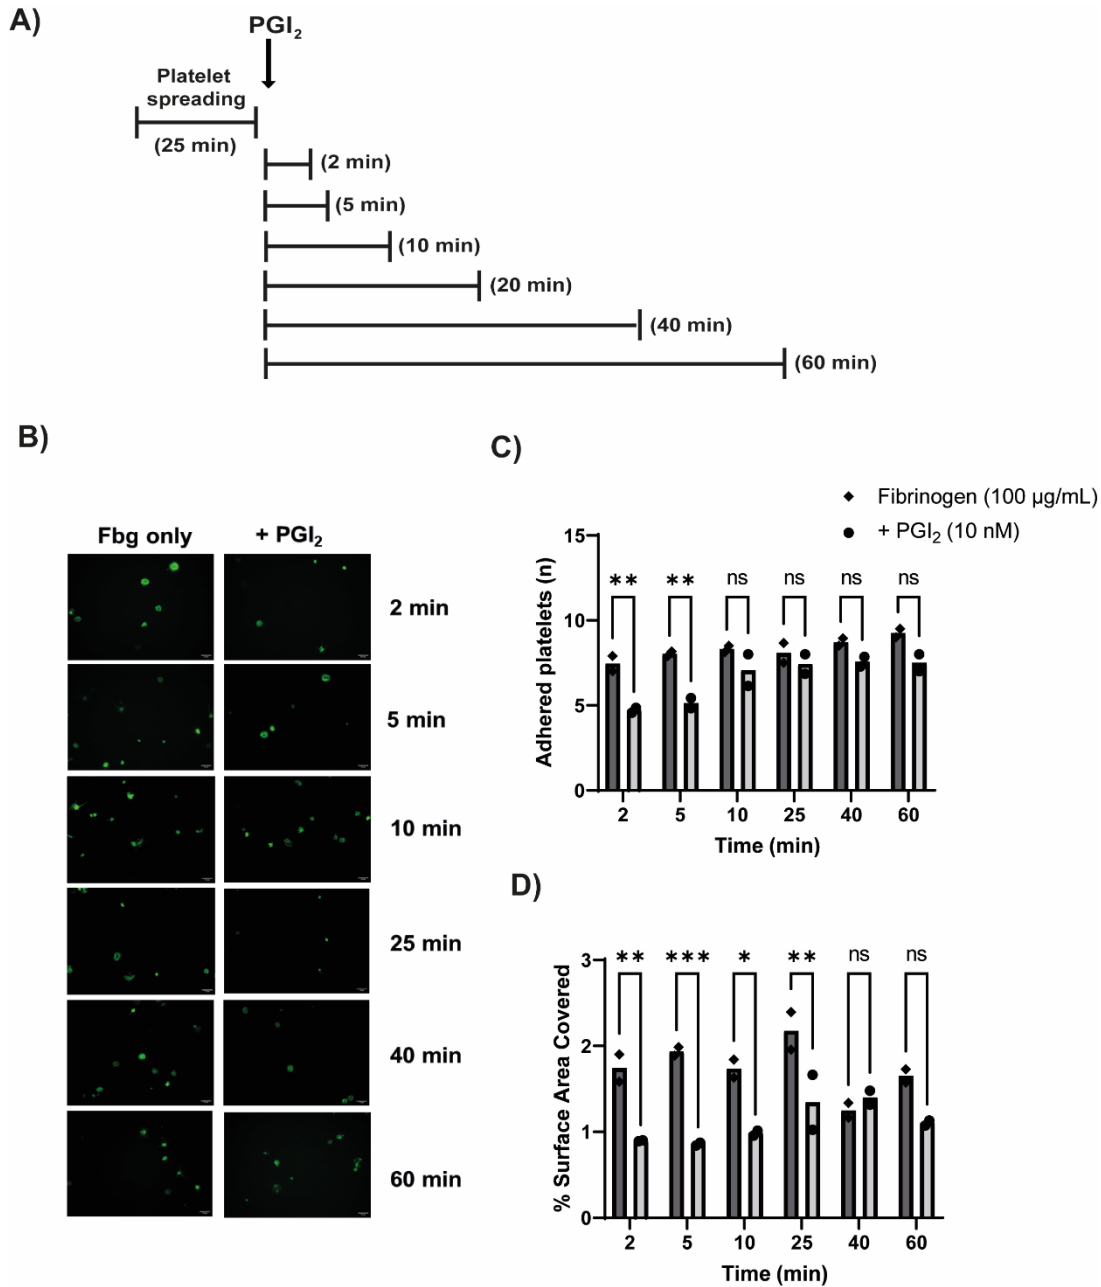 A)
PGI₂
Platelet
spreading
(25 min)
(2 min)
(5 min)
(10 min)
(20 min)
(40 min)
(60 min)
B)
Fbg only + PGI₂
2 min
5 min
10 min
25 min
40 min
60 min
C)
Fibrinogen (100 µg/mL)
+ PGI₂ (10 nM)
Adhered platelets (n)
15
10
5
0
** ** ns ns ns ns
2 5 10 25 40 60
Time (min)
D)
% Surface Area Covered
3
2
1
0
** *** * ** ns ns
2 5 10 25 40 60
Time (min)